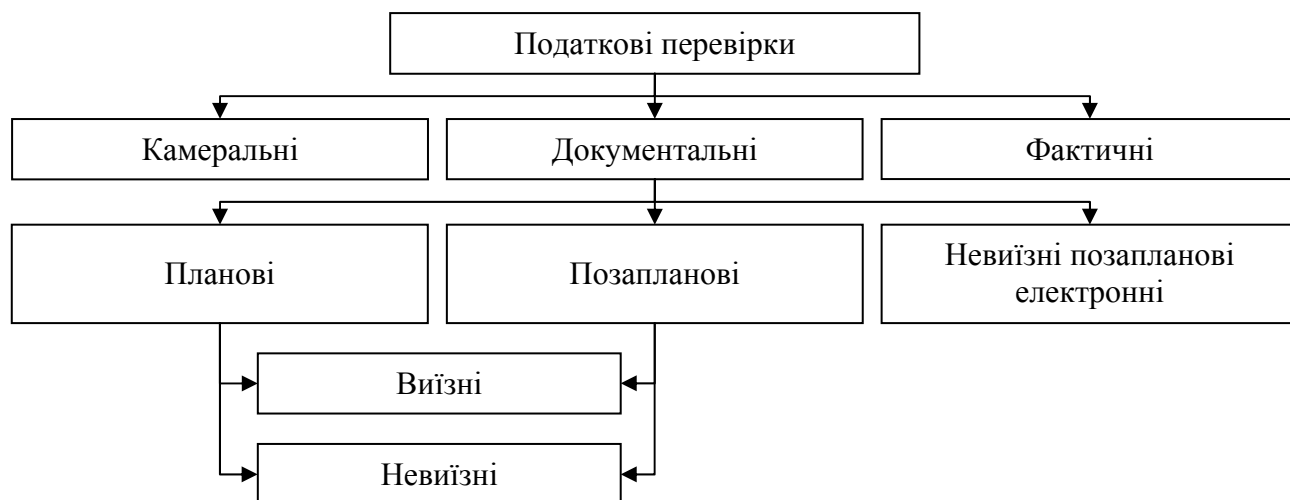 Податкові перевірки
Камеральні
Документальні
Фактичні
Планові
Позапланові
Невиїзні позапланові
електронні
Виїзні
Невиїзні